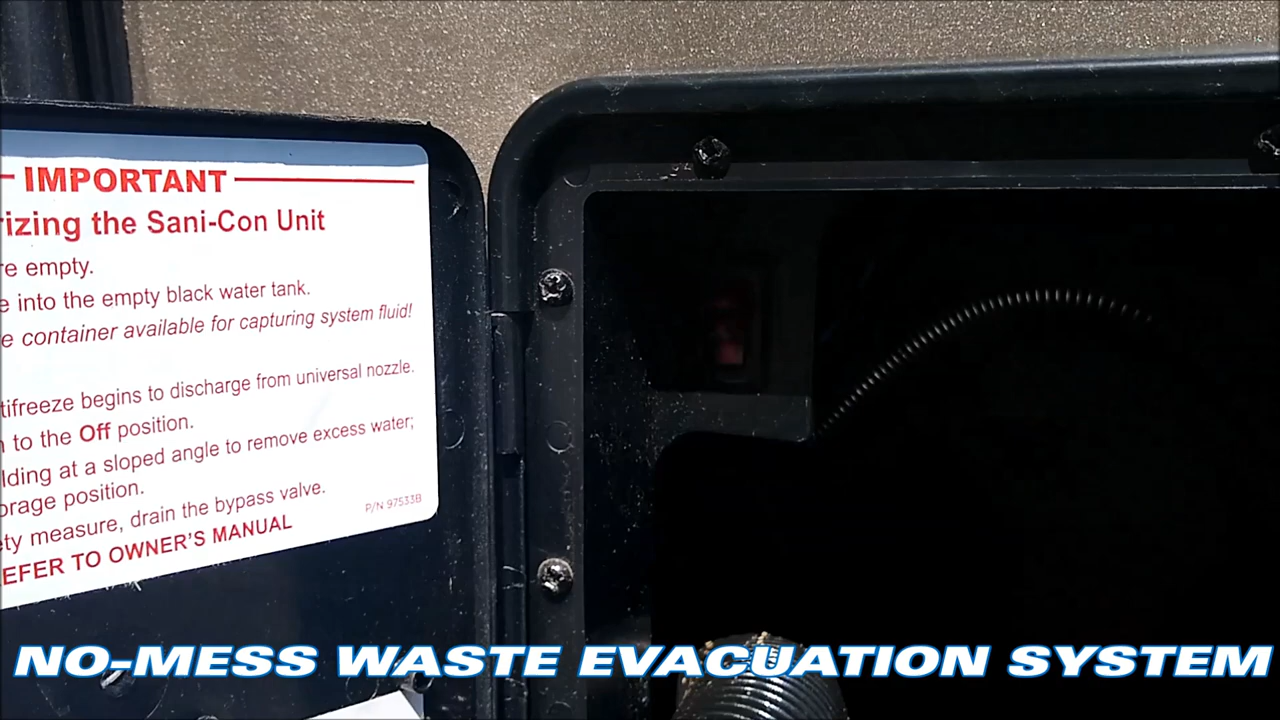 IMPORTANT
rizing the Sani-Con Unit
re empty.
e into the empty black water tank.
e container available for capturing system fluid!
tifreeze begins to discharge from universal nozzle.
n to the Off position.
lding at a sloped angle to remove excess water;
orage position.
ety measure, drain the bypass valve.
P/N 97533B
EFER TO OWNER'S MANUAL
NO-MESS WASTE EVACUATION SYSTEM